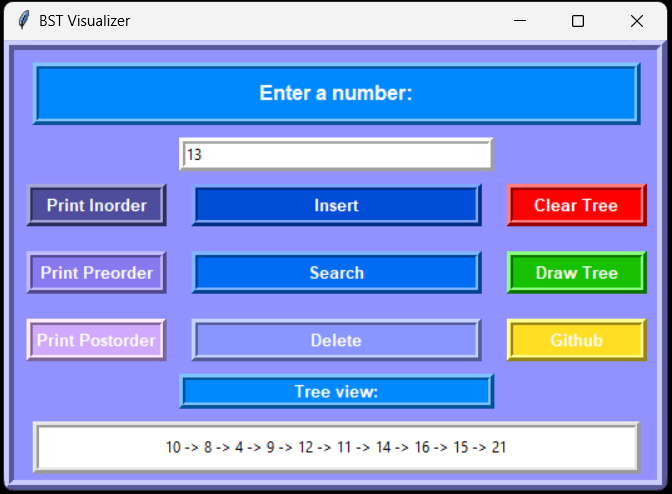 BST Visualizer
Enter a number:
13
Print Inorder
Insert
Clear Tree
Print Preorder
Search
Draw Tree
Print Postorder
Delete
Github
Tree view:
10 -> 8 -> 4 -> 9 -> 12 -> 11 -> 14 -> 16 -> 15 -> 21